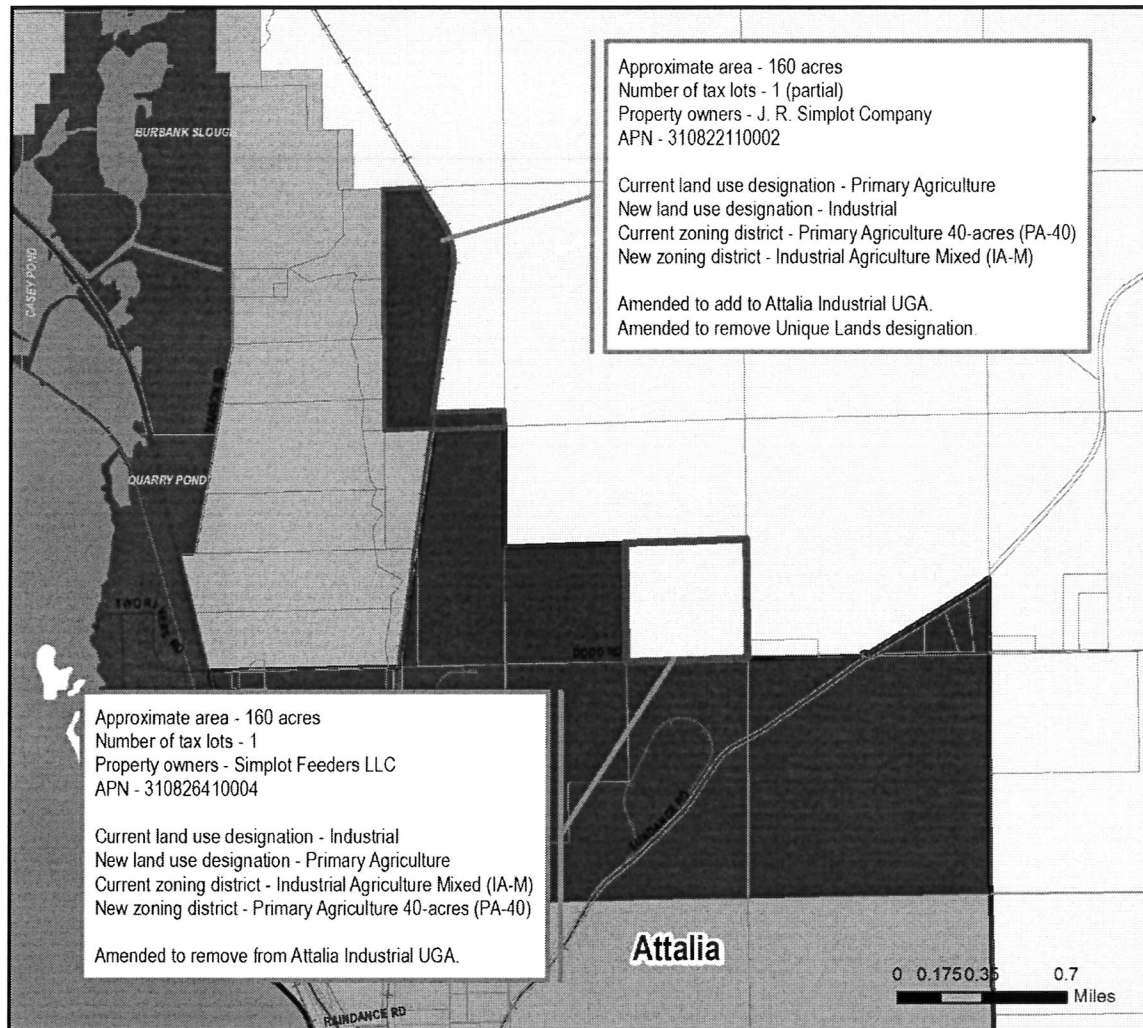 Approximate area - 160 acres
Number of tax lots - 1 (partial)
Property owners - J. R. Simplot Company
APN - 310822110002
Current land use designation - Primary Agriculture
New land use designation - Industrial
Current zoning district - Primary Agriculture 40-acres (PA-40)
New zoning district - Industrial Agriculture Mixed (IA-M)
Amended to add to Attalia Industrial UGA.
Amended to remove Unique Lands designation.
BURBANK SLOUGH
CASEY POND
QUARRY POND
DODD RD
Approximate area - 160 acres
Number of tax lots - 1
Property owners - Simplot Feeders LLC
APN - 310826410004
Current land use designation - Industrial
New land use designation - Primary Agriculture
Current zoning district - Industrial Agriculture Mixed (IA-M)
New zoning district - Primary Agriculture 40-acres (PA-40)
Amended to remove from Attalia Industrial UGA.
Attalia
0 0.175 0.35 0.7
Miles
RAINDANCE RD